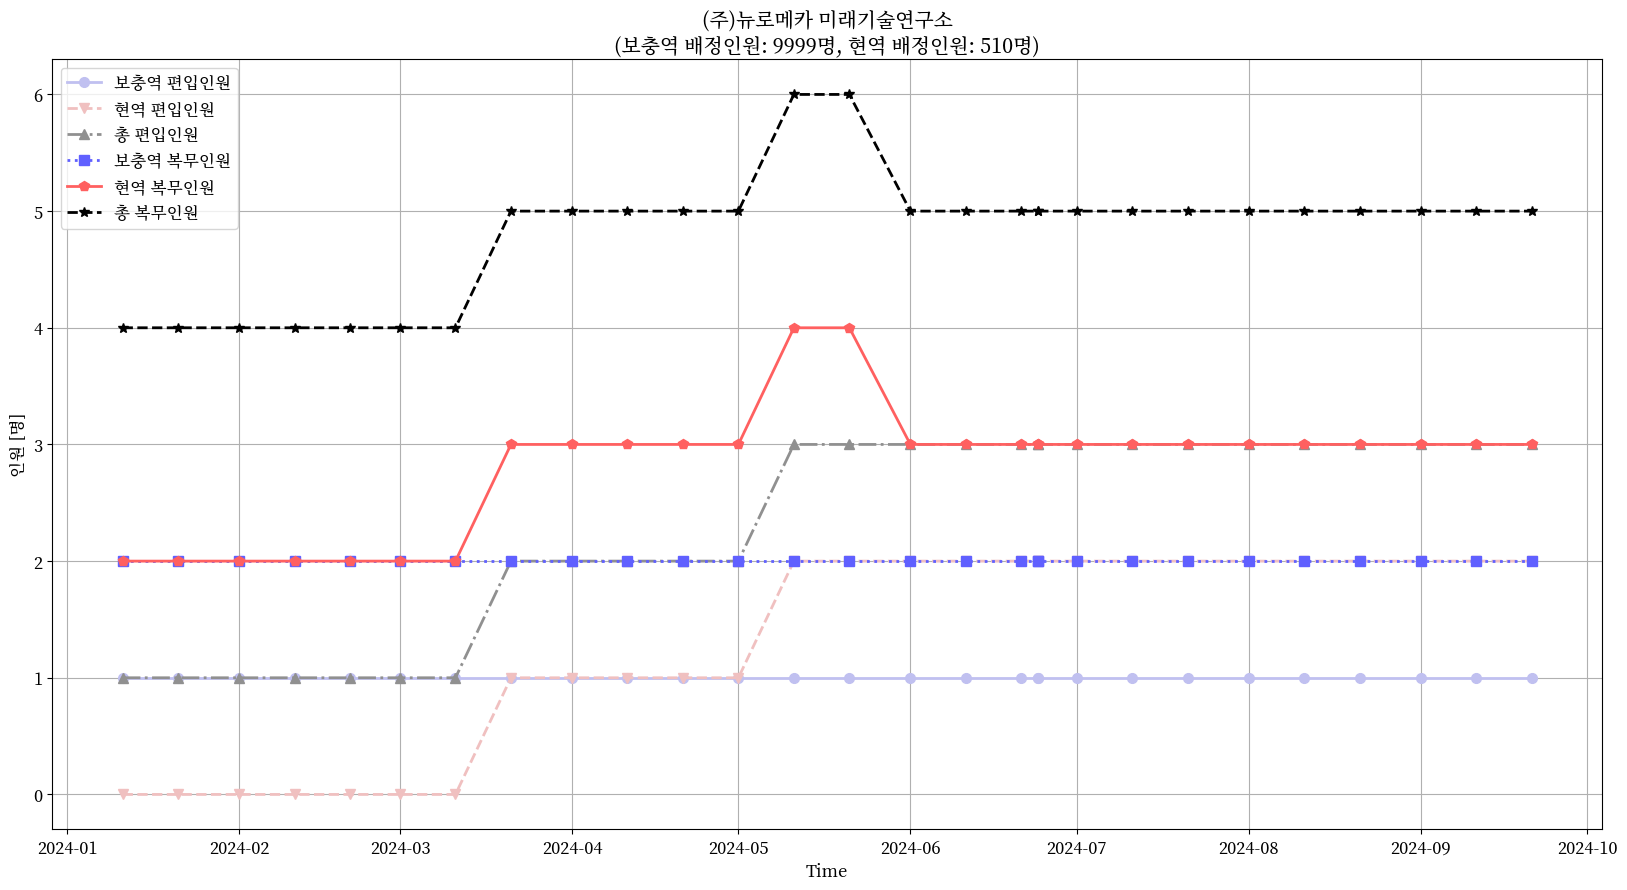 (주)뉴로메카 미래기술연구소
(보충역 배정인원: 9999명, 현역 배정인원: 510명)
보충역 편입인원
현역 편입인원
총 편입인원
보충역 복무인원
현역 복무인원
총 복무인원
인원 [명]
6
5
4
3
2
1
0
2024-01
2024-02
2024-03
2024-04
2024-05
2024-06
2024-07
2024-08
2024-09
2024-10
Time